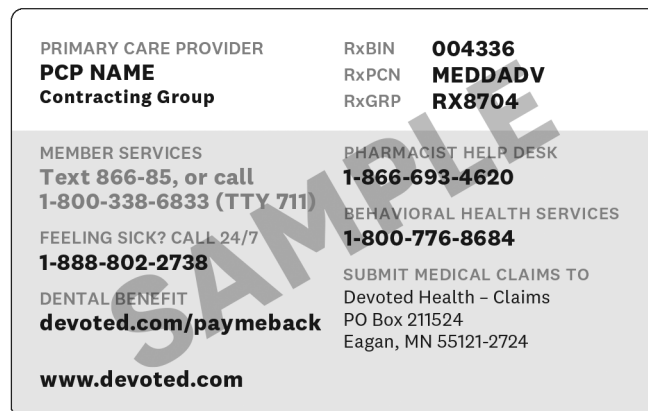 PRIMARY CARE PROVIDER
PCP NAME
Contracting Group
RxBIN 004336
RxPCN MEDDADV
RxGRP RX8704
MEMBER SERVICES
Text 866-85, or call
1-800-338-6833 (TTY 711)
FEELING SICK? CALL 24/7
1-888-802-2738
DENTAL BENEFIT
devoted.com/paymeback
www.devoted.com
PHARMACIST HELP DESK
1-866-693-4620
BEHAVIORAL HEALTH SERVICES
1-800-776-8684
SUBMIT MEDICAL CLAIMS TO
Devoted Health – Claims
PO Box 211524
Eagan, MN 55121-2724
SAMPLE